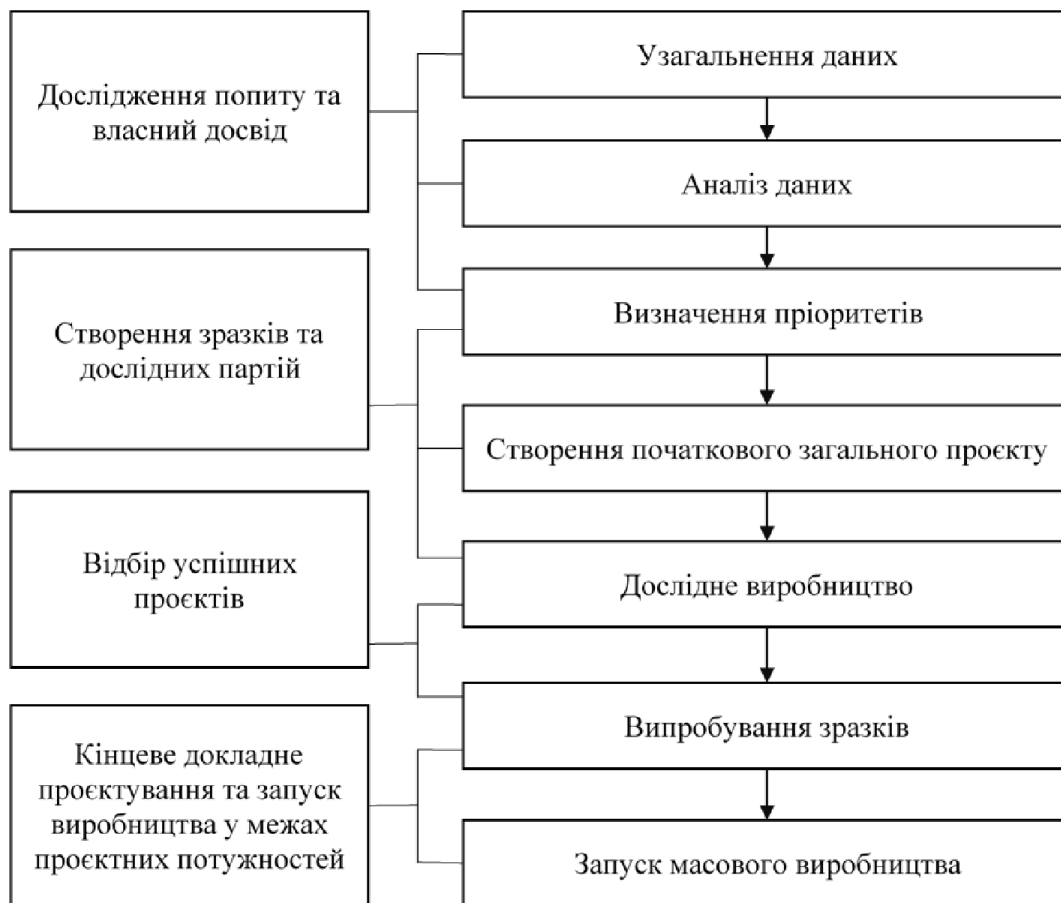 Дослідження попиту та
власний досвід
Створення зразків та
дослідних партій
Відбір успішних
проєктів
Кінцеве докладне
проєктування та запуск
виробництва у межах
проєктних потужностей
Узагальнення даних
Аналіз даних
Визначення пріоритетів
Створення початкового загального проєкту
Дослідне виробництво
Випробування зразків
Запуск масового виробництва